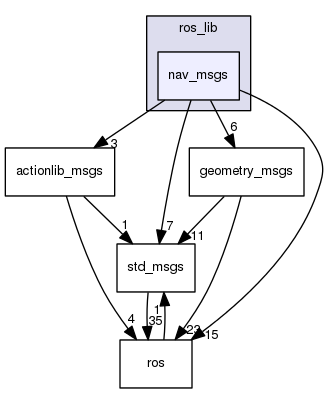 ros_lib
nav_msgs
6
3
actionlib_msgs
geometry_msgs
1
7
11
std_msgs
1
35
4
23
15
ros